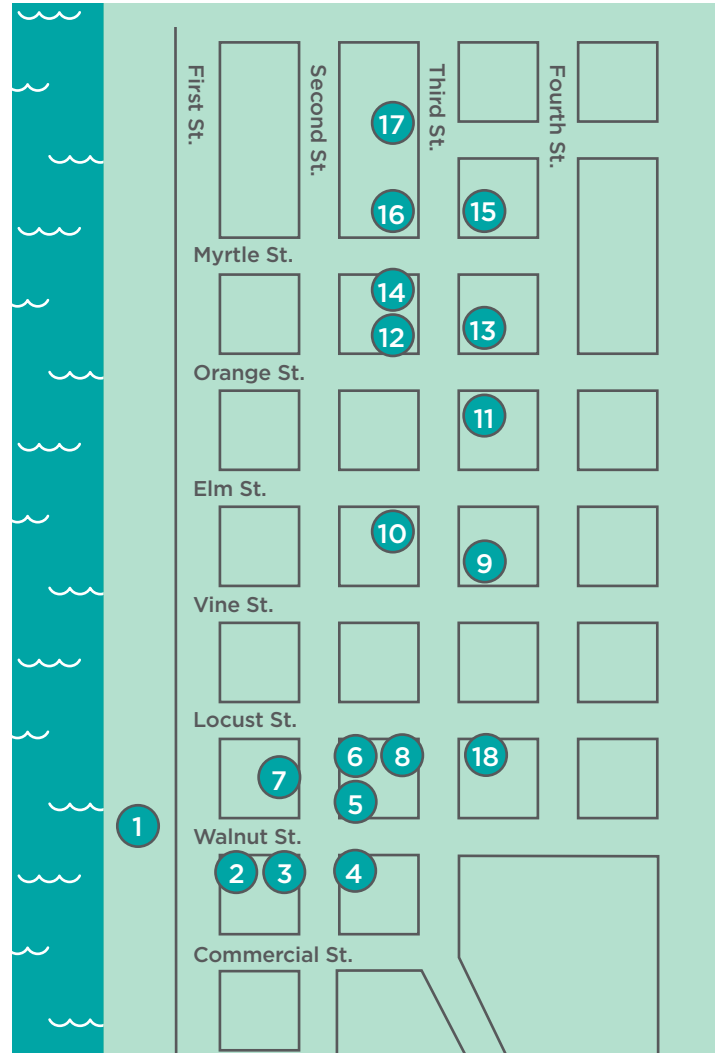 First St.
Second St.
Third St.
Fourth St.
17
16
15
Myrtle St.
14
12
13
Orange St.
11
Elm St.
10
9
Vine St.
Locust St.
6
8
18
7
5
1
Walnut St.
2
3
4
Commercial St.